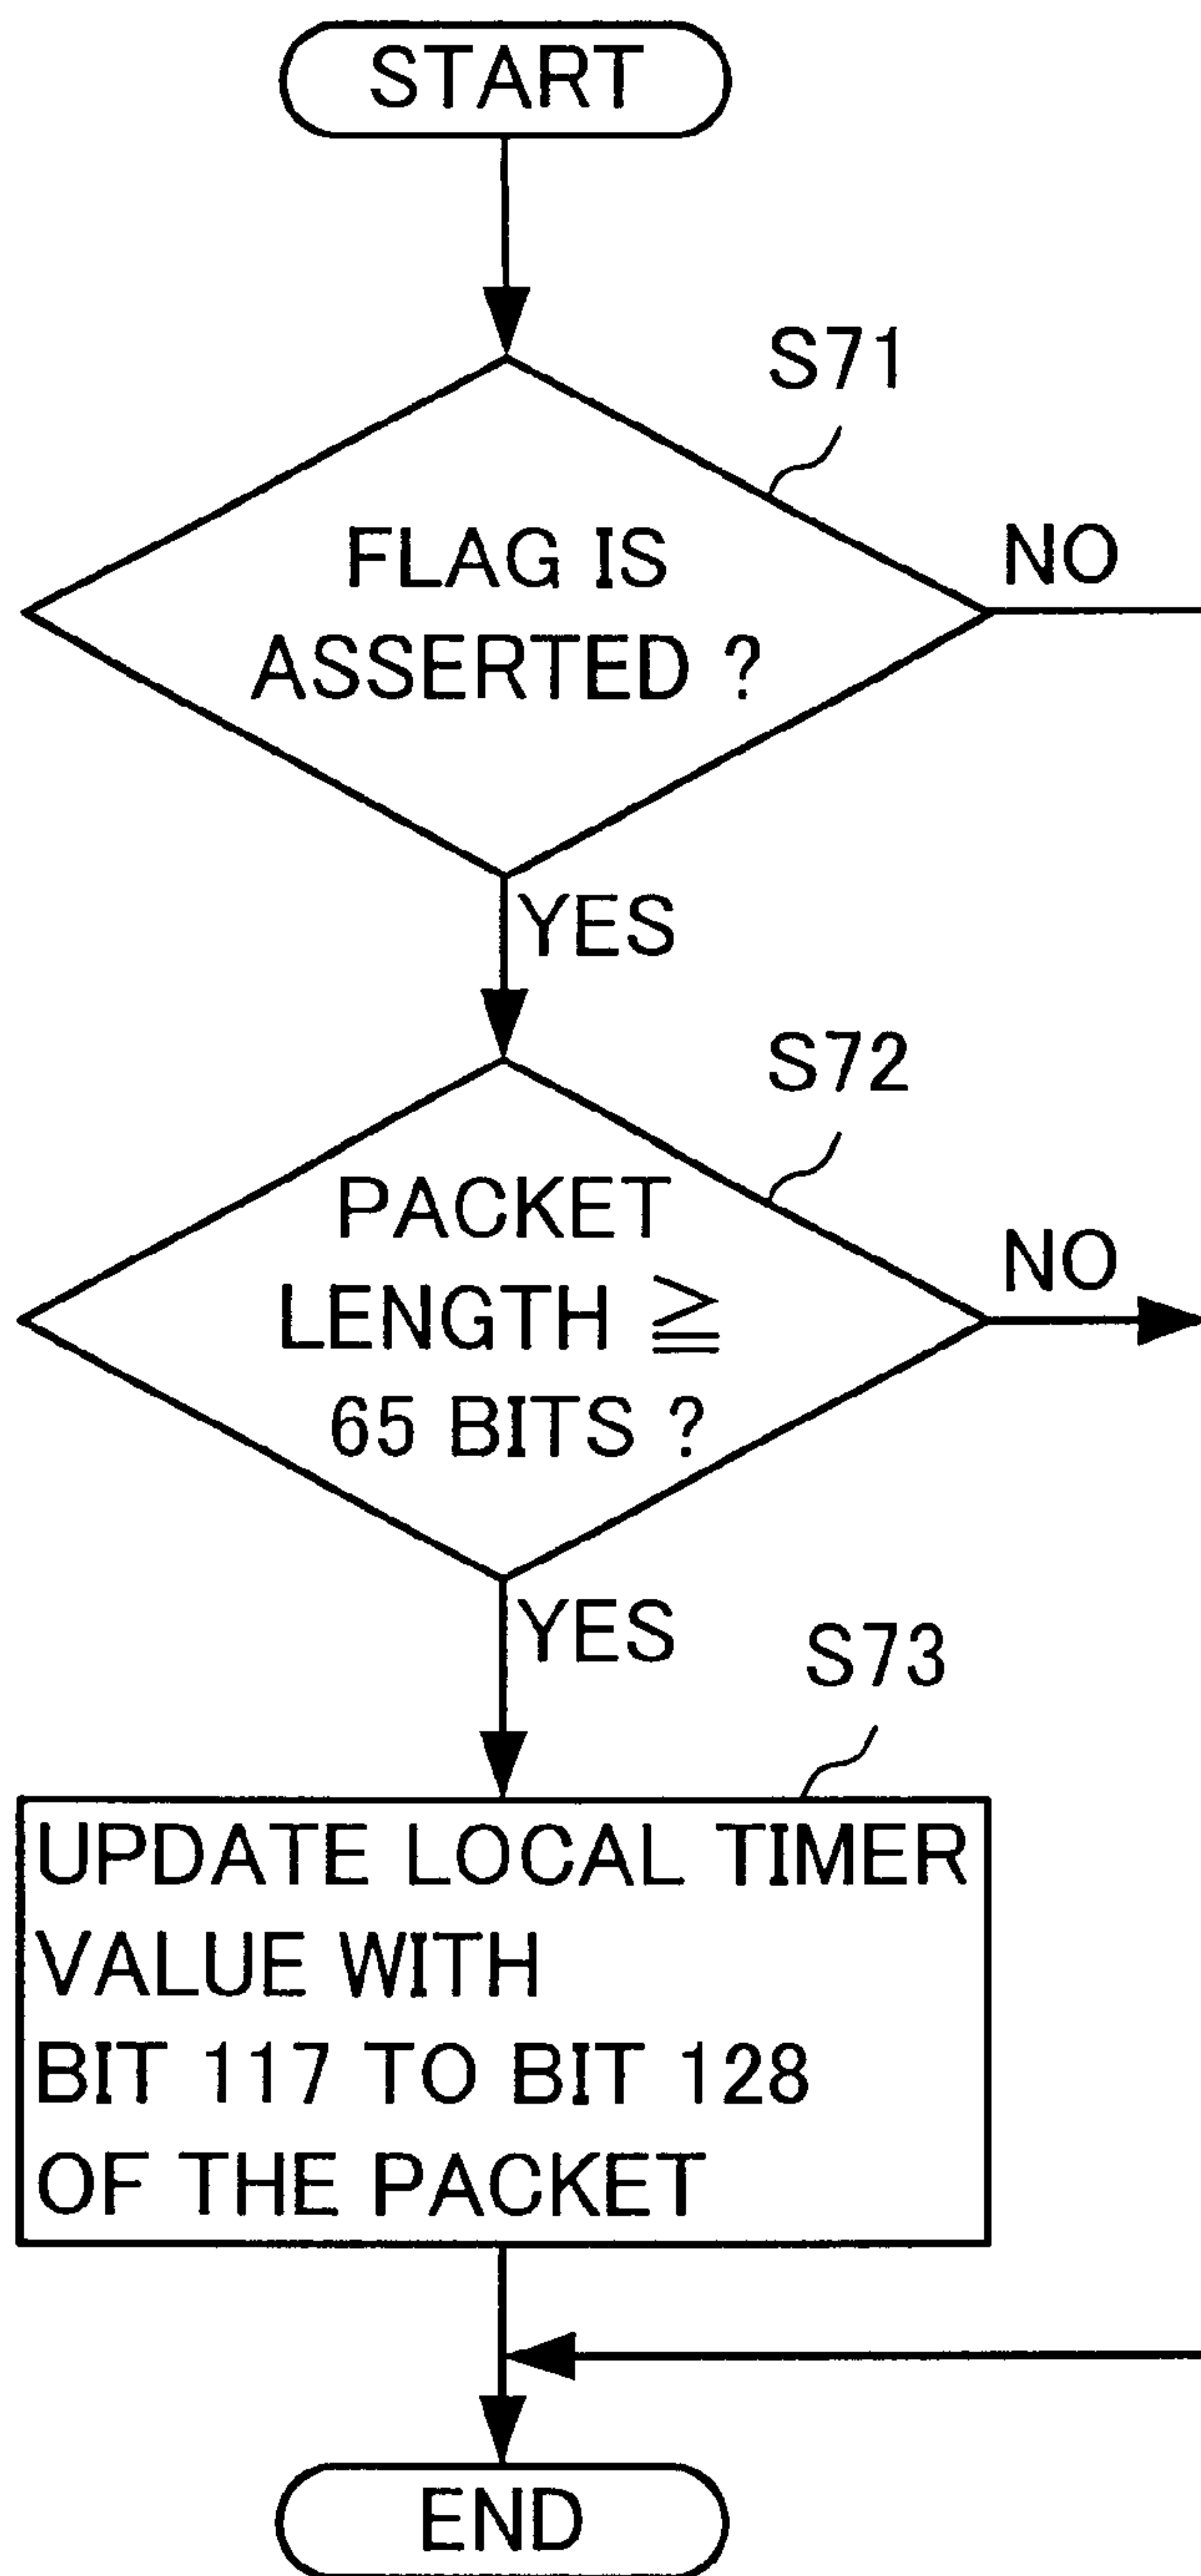 START
S71
FLAG IS
ASSERTED ?
NO
YES
S72
PACKET
LENGTH ≧
65 BITS ?
NO
YES
S73
UPDATE LOCAL TIMER
VALUE WITH
BIT 117 TO BIT 128
OF THE PACKET
END